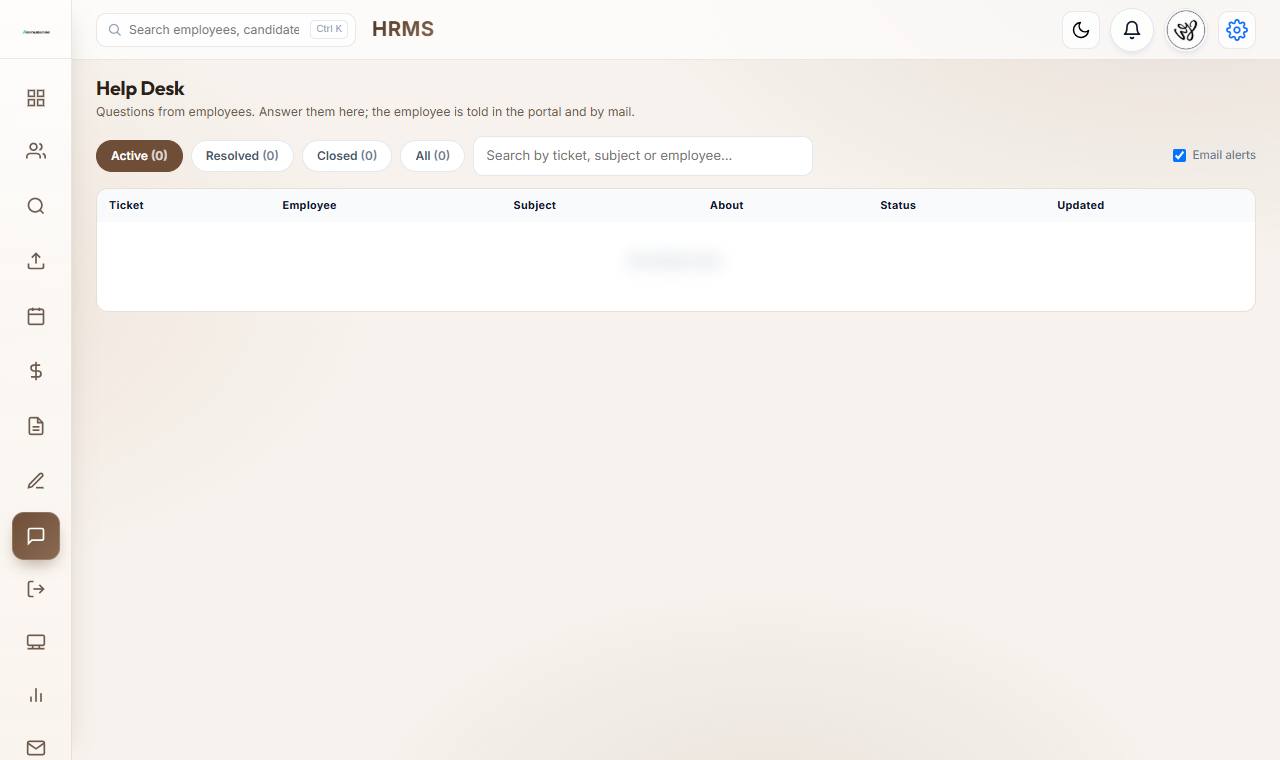 Search employees, candidate
Ctrl K
HRMS
Help Desk
Questions from employees. Answer them here; the employee is told in the portal and by mail.
Active (0)
Resolved (0)
Closed (0)
All (0)
Search by ticket, subject or employee...
Email alerts
Ticket Employee Subject About Status Updated